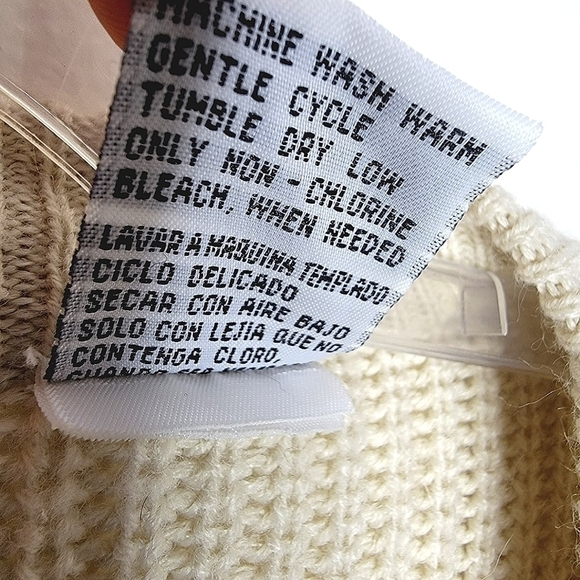 MACHINE WASH WARM
GENTLE CYCLE
TUMBLE DRY LOW
ONLY NON - CHLORINE
BLEACH, WHEN NEEDED
LAVAR A MAQUINA TEMPLADO
CICLO DELICADO
SECAR CON AIRE BAJO
SOLO CON LEJIA QUE NO
CONTENGA CLORO.